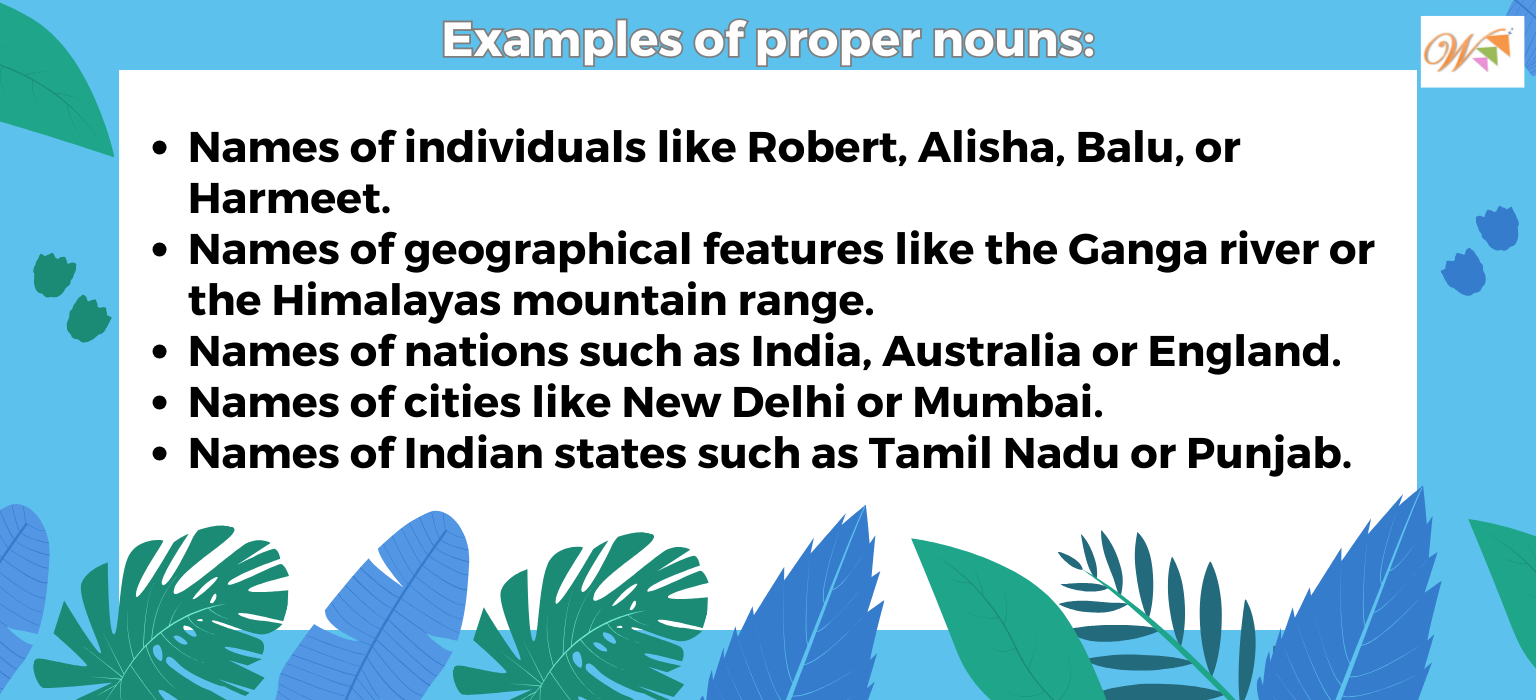 Examples of proper nouns:
W
• Names of individuals like Robert, Alisha, Balu, or
Harmeet.
• Names of geographical features like the Ganga river or
the Himalayas mountain range.
• Names of nations such as India, Australia or England.
• Names of cities like New Delhi or Mumbai.
• Names of Indian states such as Tamil Nadu or Punjab.